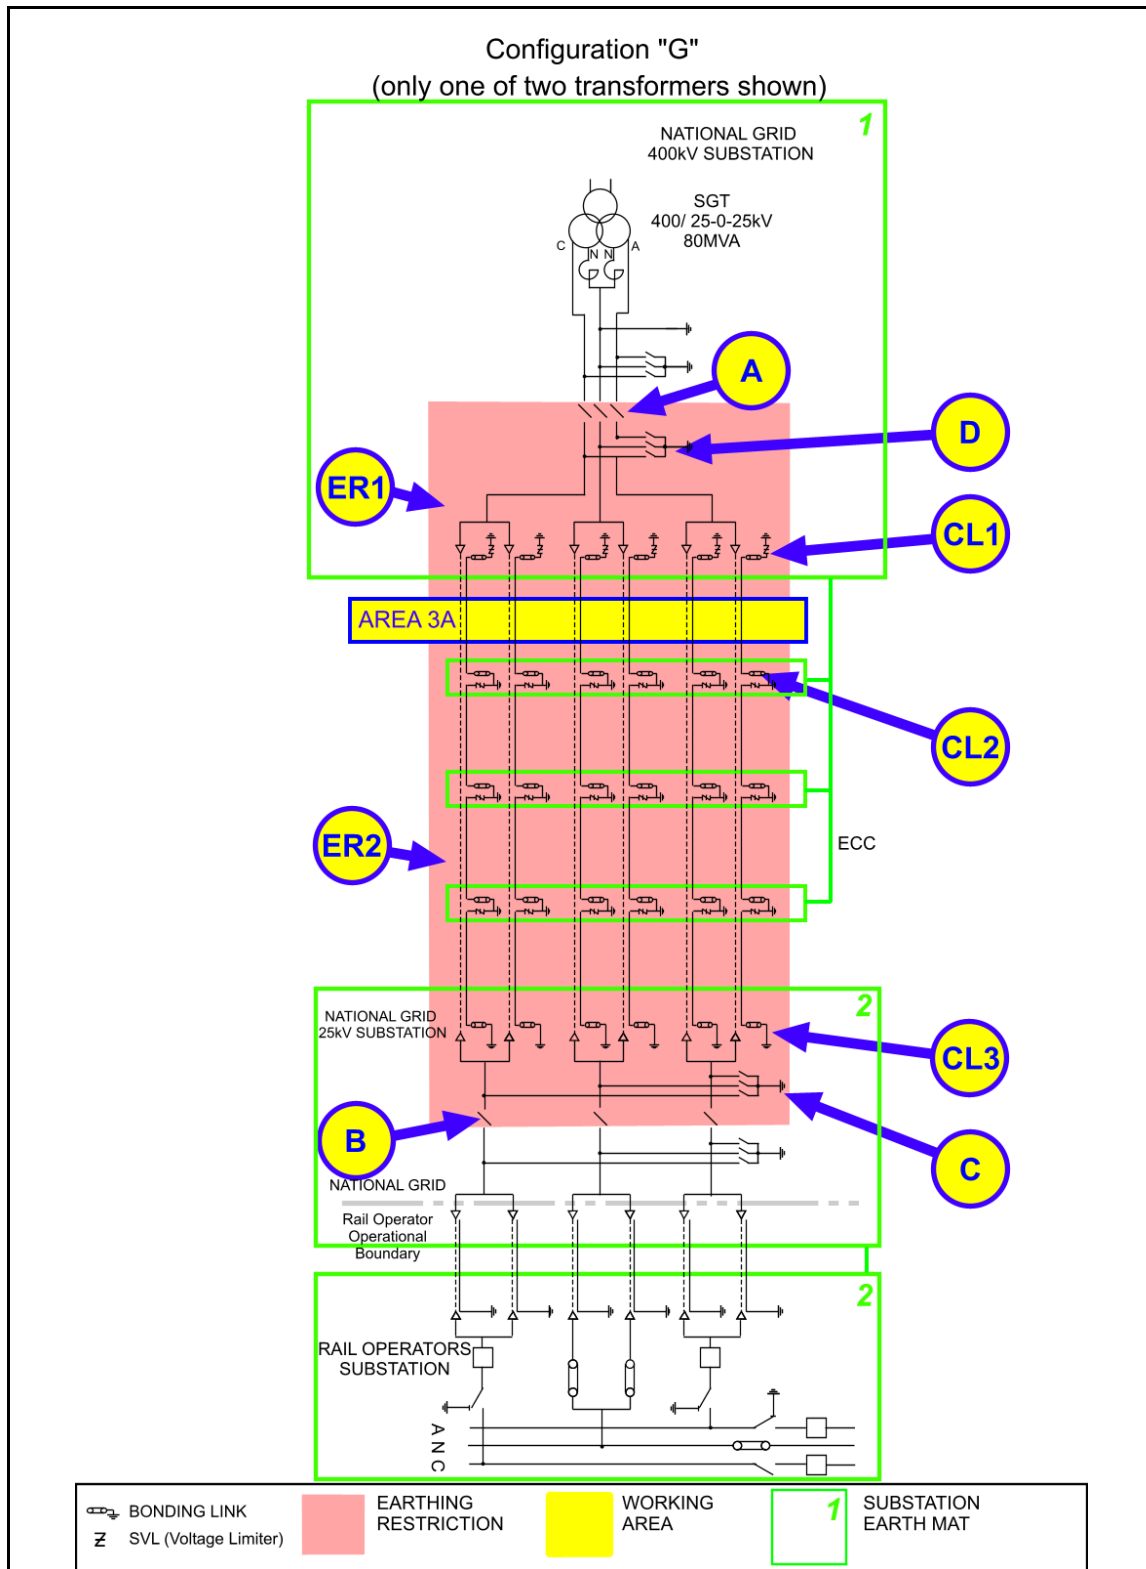 Configuration "G"
(only one of two transformers shown)
1
NATIONAL GRID
400kV SUBSTATION
SGT
400/ 25-0-25kV
80MVA
C
N N
A
A
D
ER1
CL1
AREA 3A
CL2
ER2
ECC
2
NATIONAL GRID
25kV SUBSTATION
CL3
B
C
NATIONAL GRID
Rail Operator
Operational
Boundary
2
RAIL OPERATORS
SUBSTATION
A
N
C
BONDING LINK
SVL (Voltage Limiter)
EARTHING
RESTRICTION
WORKING
AREA
1
SUBSTATION
EARTH MAT